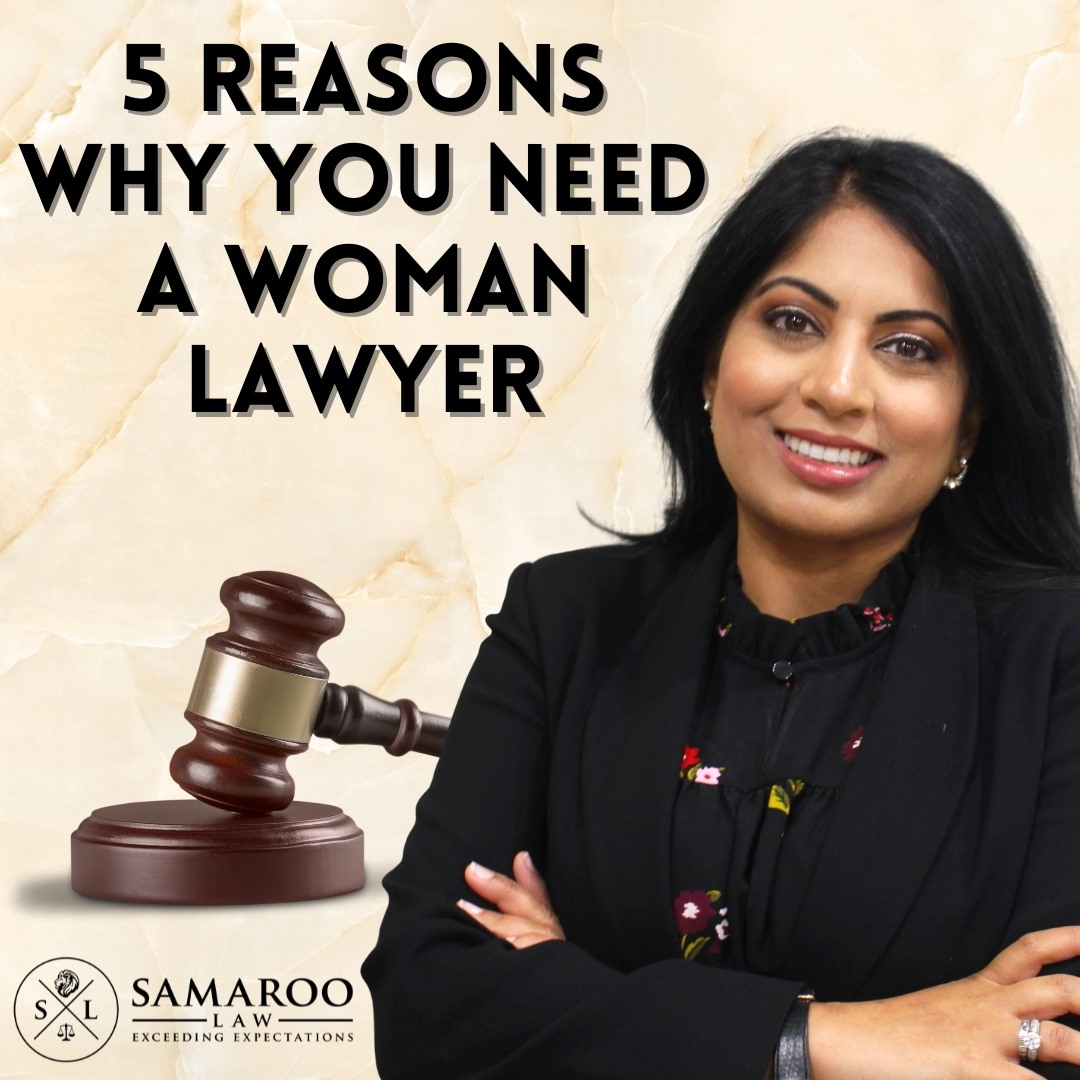 5 REASONS
WHY YOU NEED
A WOMAN
LAWYER
S L
SAMAROO
LAW
EXCEEDING EXPECTATIONS